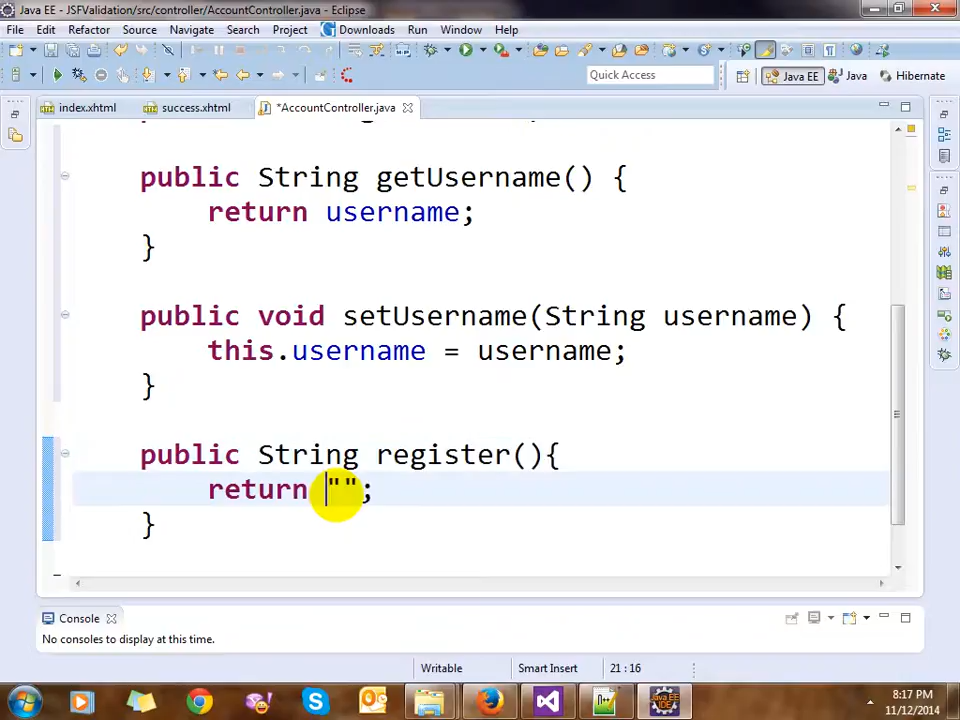 Java EE - JSFValidation/src/controller/AccountController.java - Eclipse
File Edit Refactor Source Navigate Search Project Downloads Run Window Help
Quick Access
Java EE
Java
Hibernate
index.xhtml
success.xhtml
*AccountController.java
public String getUsername() {
return username;
}
public void setUsername(String username) {
this.username = username;
}
public String register(){
return "";
}
Console
No consoles to display at this time.
Writable
Smart Insert
21 : 16
8:17 PM
11/12/2014